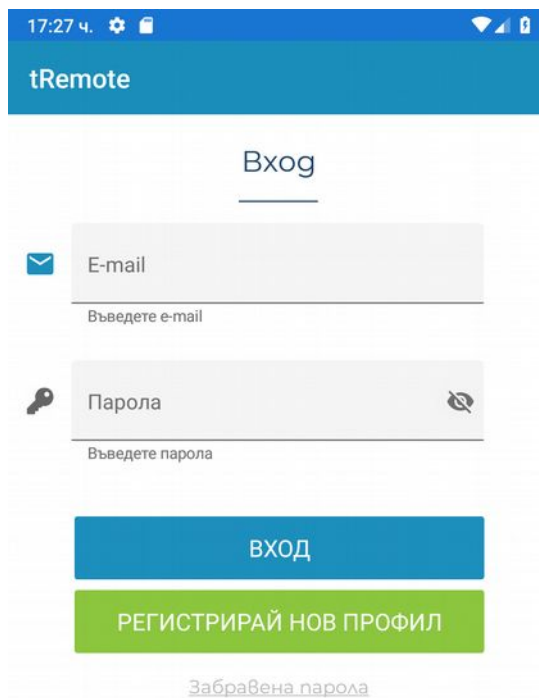 17:27 ч.
tRemote
Вход
E-mail
Въведете e-mail
Парола
Въведете парола
ВХОД
РЕГИСТРИРАЙ НОВ ПРОФИЛ
Забравена парола